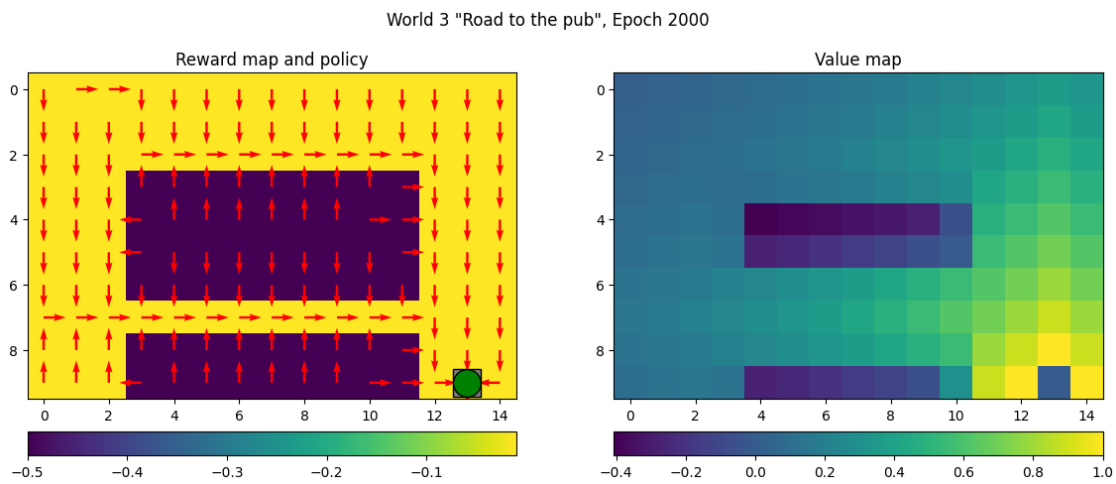 World 3 "Road to the pub", Epoch 2000
Reward map and policy
0
2
4
6
8
0 2 4 6 8 10 12 14
−0.5 −0.4 −0.3 −0.2 −0.1
Value map
0
2
4
6
8
0 2 4 6 8 10 12 14
−0.4 −0.2 0.0 0.2 0.4 0.6 0.8 1.0